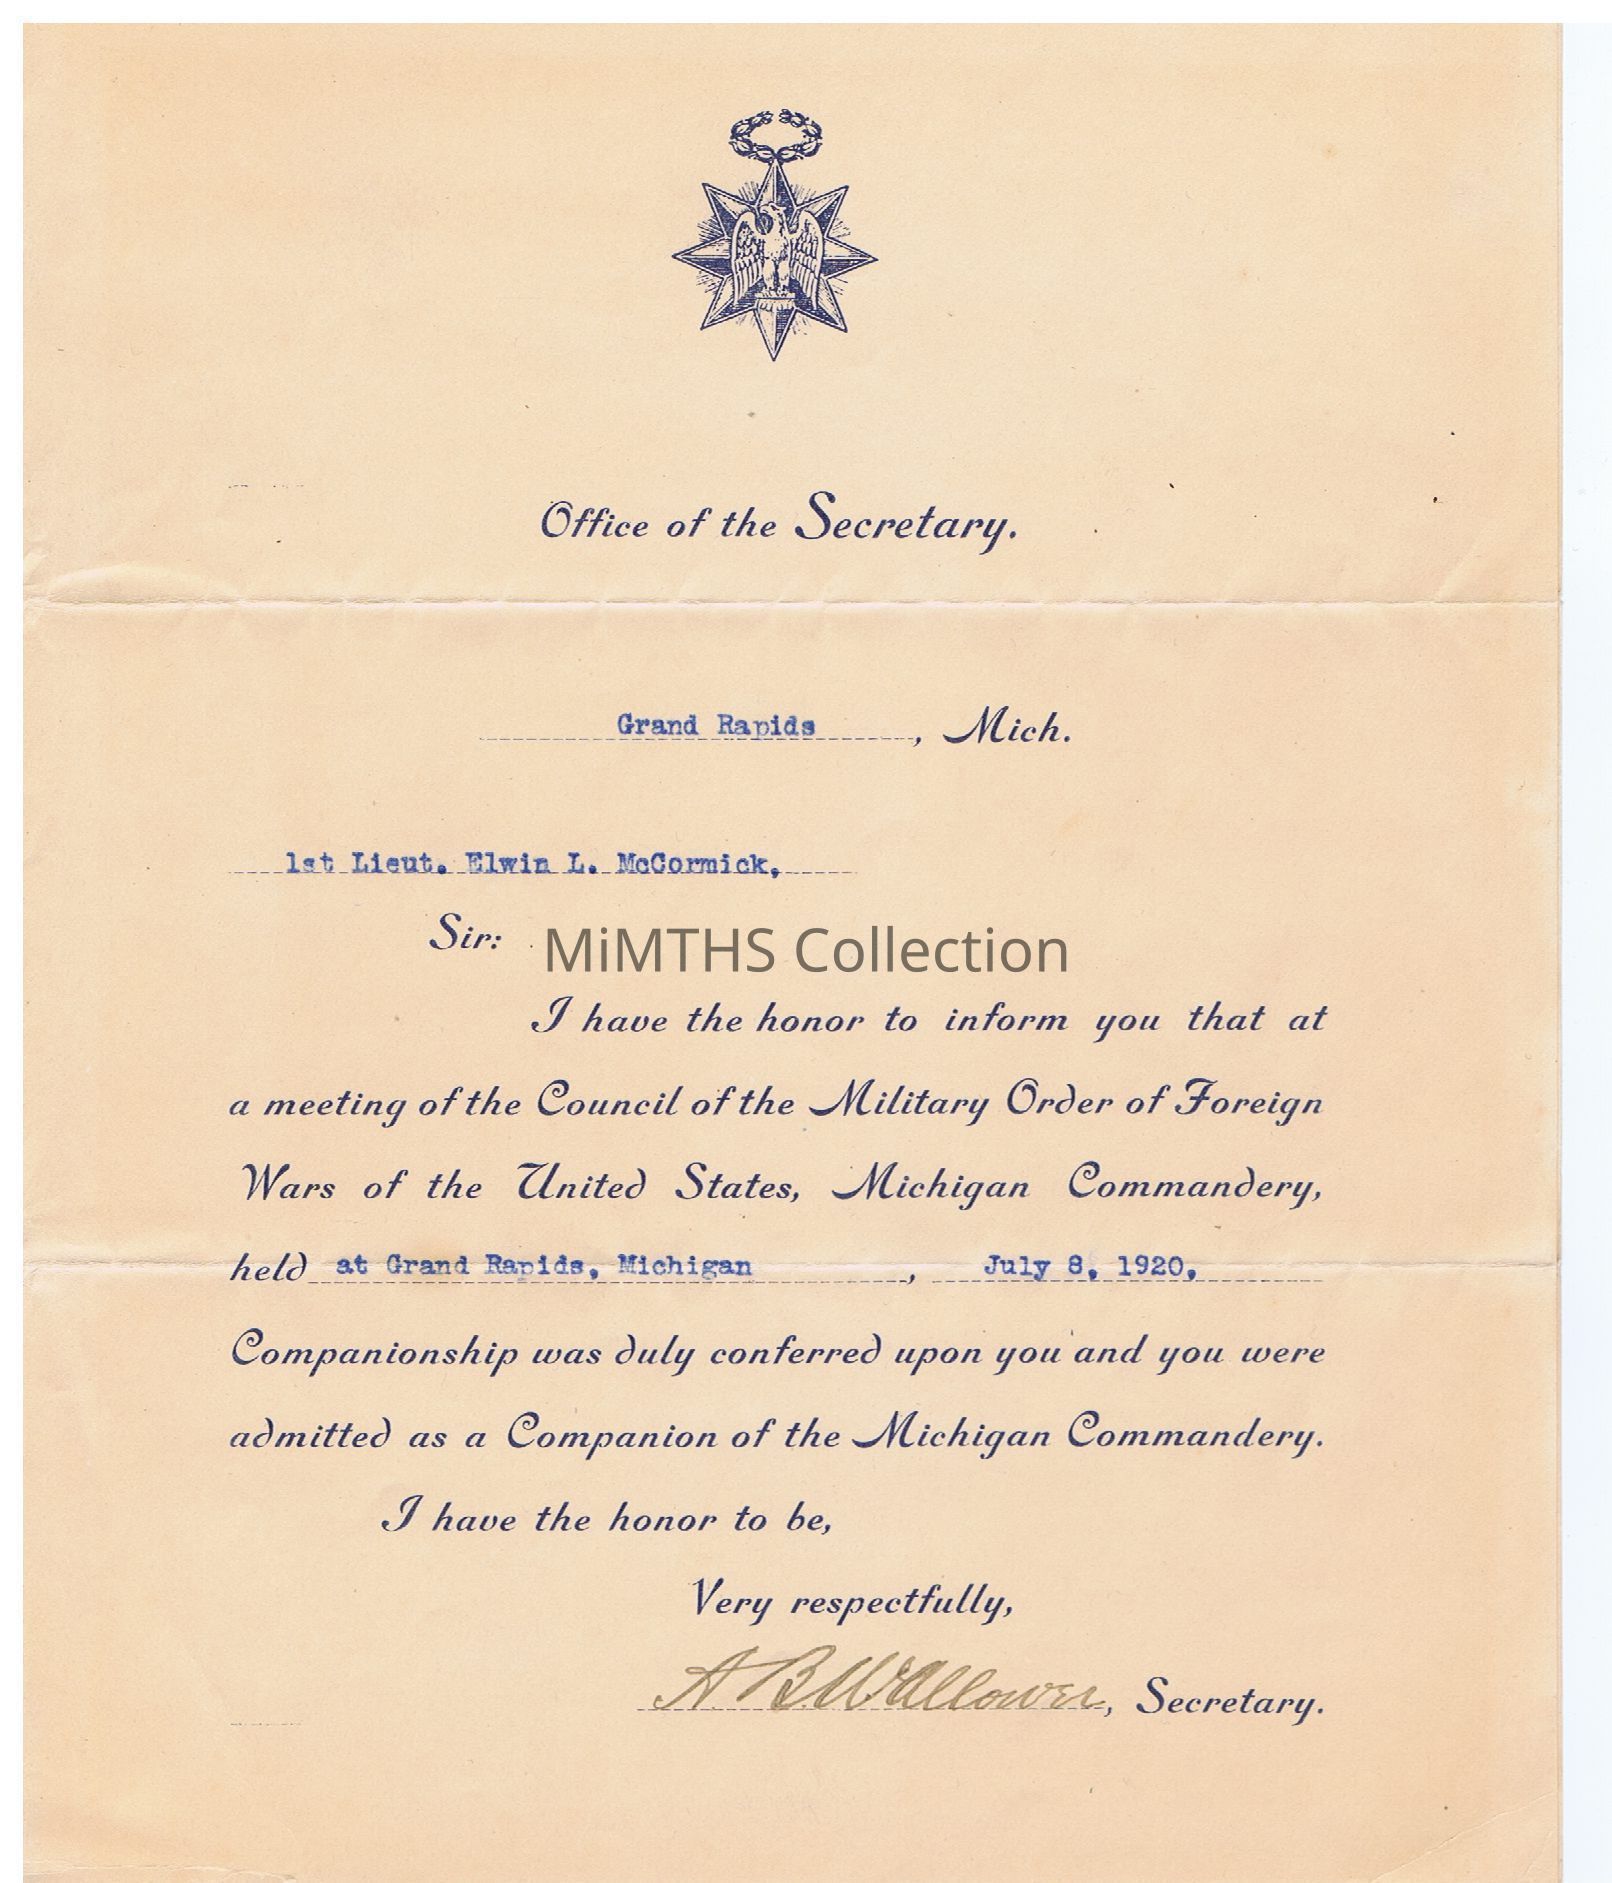 Office of the Secretary.
Grand Rapids, Mich.
1st Lieut. Elwin L. McCormick,
Sir:
MiMTHS Collection
I have the honor to inform you that at
a meeting of the Council of the Military Order of Foreign
Wars of the United States, Michigan Commandery,
held at Grand Rapids, Michigan, July 8, 1920,
Companionship was duly conferred upon you and you were
admitted as a Companion of the Michigan Commandery.
I have the honor to be,
Very respectfully,
A. B. Wallower, Secretary.